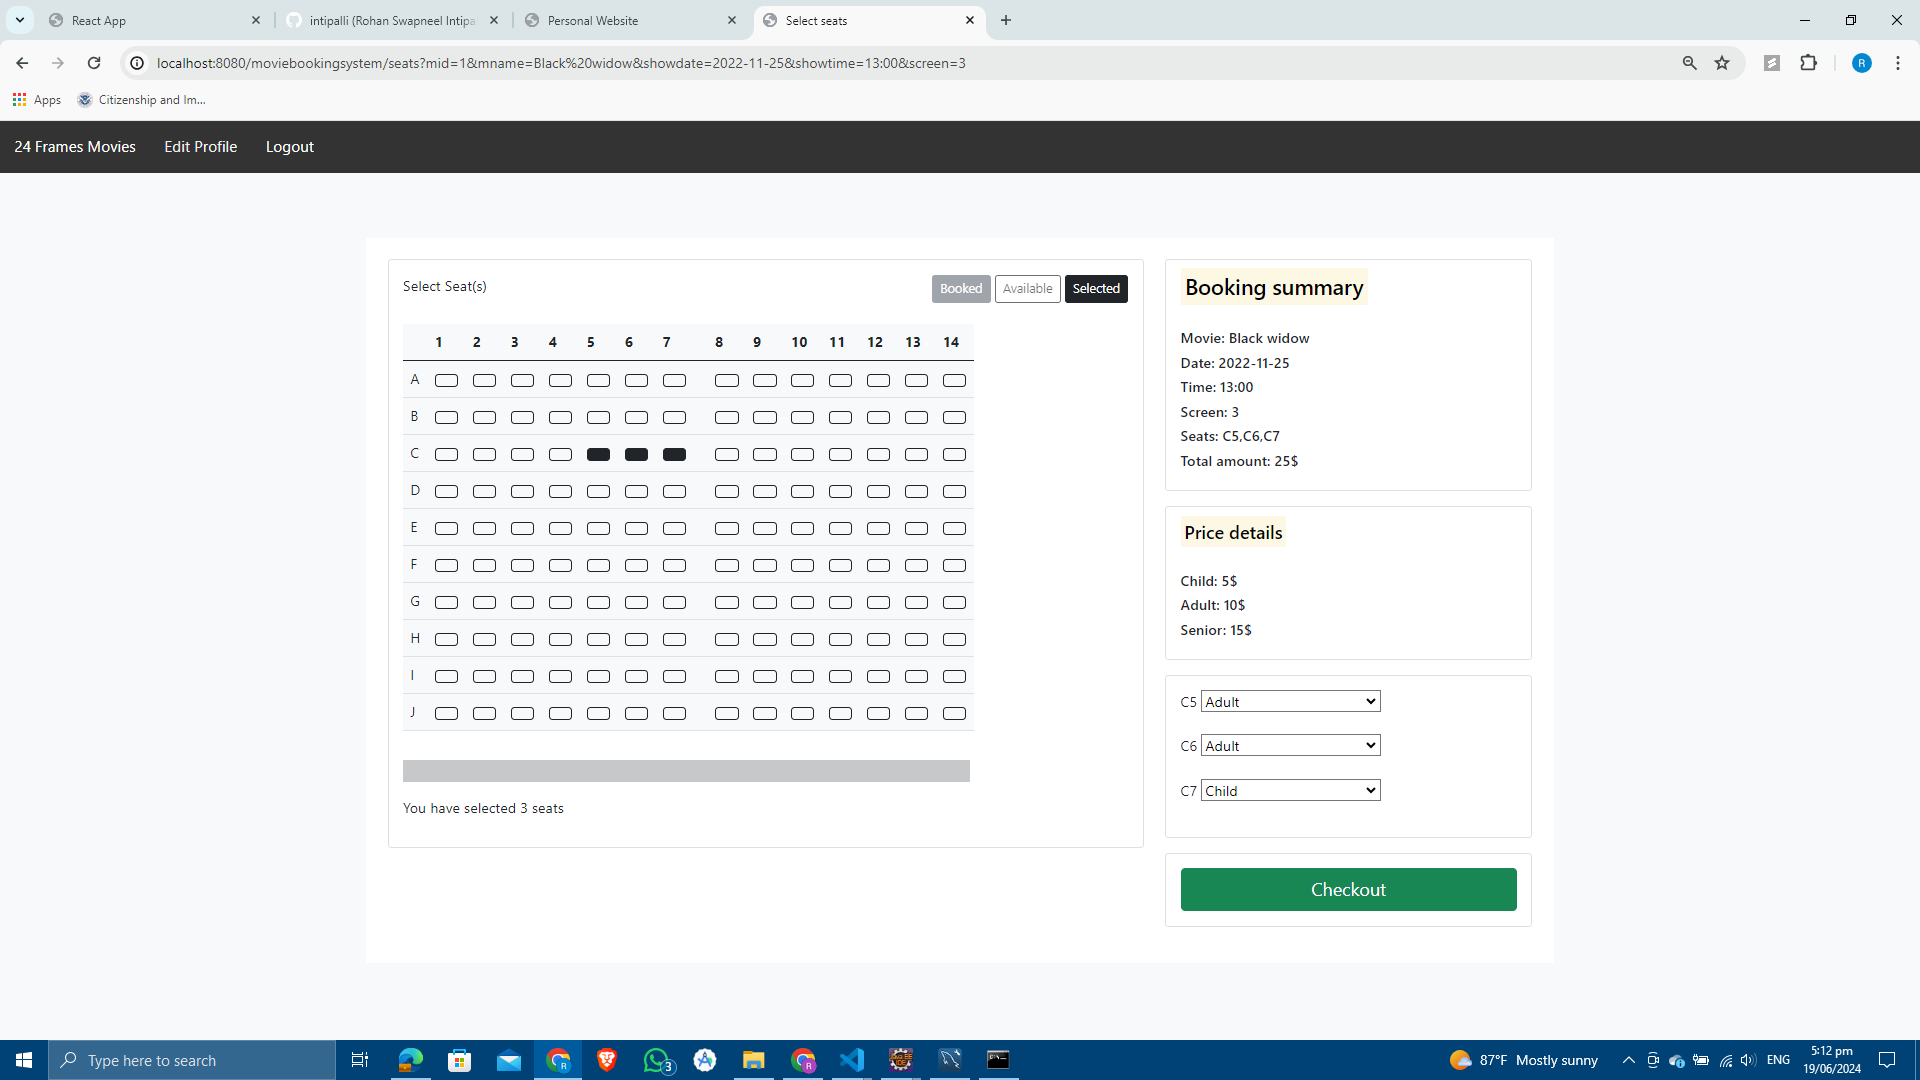 React App
intipalli (Rohan Swapneel Intipa
Personal Website
Select seats
localhost:8080/moviebookingsystem/seats?mid=1&mname=Black%20widow&showdate=2022-11-25&showtime=13:00&screen=3
R
Apps
Citizenship and Im...
24 Frames Movies Edit Profile Logout
Select Seat(s)
Booked Available Selected
1 2 3 4 5 6 7 8 9 10 11 12 13 14
A
B
C
D
E
F
G
H
I
J
You have selected 3 seats
Booking summary
Movie: Black widow
Date: 2022-11-25
Time: 13:00
Screen: 3
Seats: C5,C6,C7
Total amount: 25$
Price details
Child: 5$
Adult: 10$
Senior: 15$
C5 Adult
C6 Adult
C7 Child
Checkout
Type here to search
R
3
R
87°F Mostly sunny
ENG
5:12 pm
19/06/2024